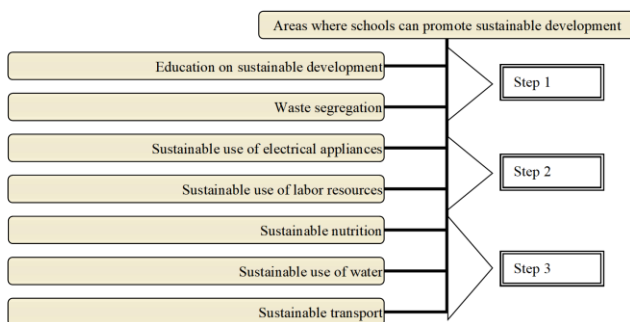 Areas where schools can promote sustainable development
Education on sustainable development
Step 1
Waste segregation
Sustainable use of electrical appliances
Step 2
Sustainable use of labor resources
Sustainable nutrition
Step 3
Sustainable use of water
Sustainable transport